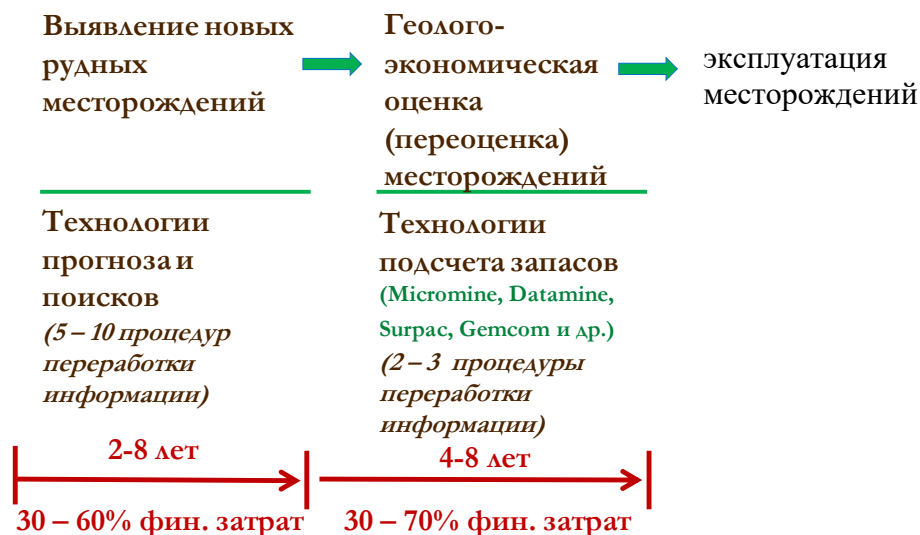 Выявление новых
рудных
месторождений
Геолого-
экономическая
оценка
(переоценка)
месторождений
эксплуатация
месторождений
Технологии
прогноза и
поисков
(5 – 10 процедур
переработки
информации)
Технологии
подсчета запасов
(Micromine, Datamine,
Surpac, Gemcom и др.)
(2 – 3 процедуры
переработки
информации)
2-8 лет
4-8 лет
30 – 60% фин. затрат
30 – 70% фин. затрат